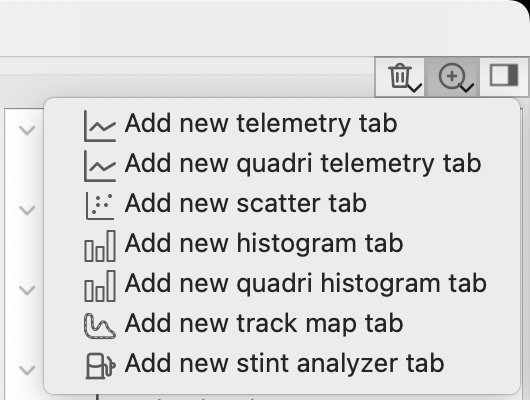 Add new telemetry tab
Add new quadri telemetry tab
Add new scatter tab
Add new histogram tab
Add new quadri histogram tab
Add new track map tab
Add new stint analyzer tab